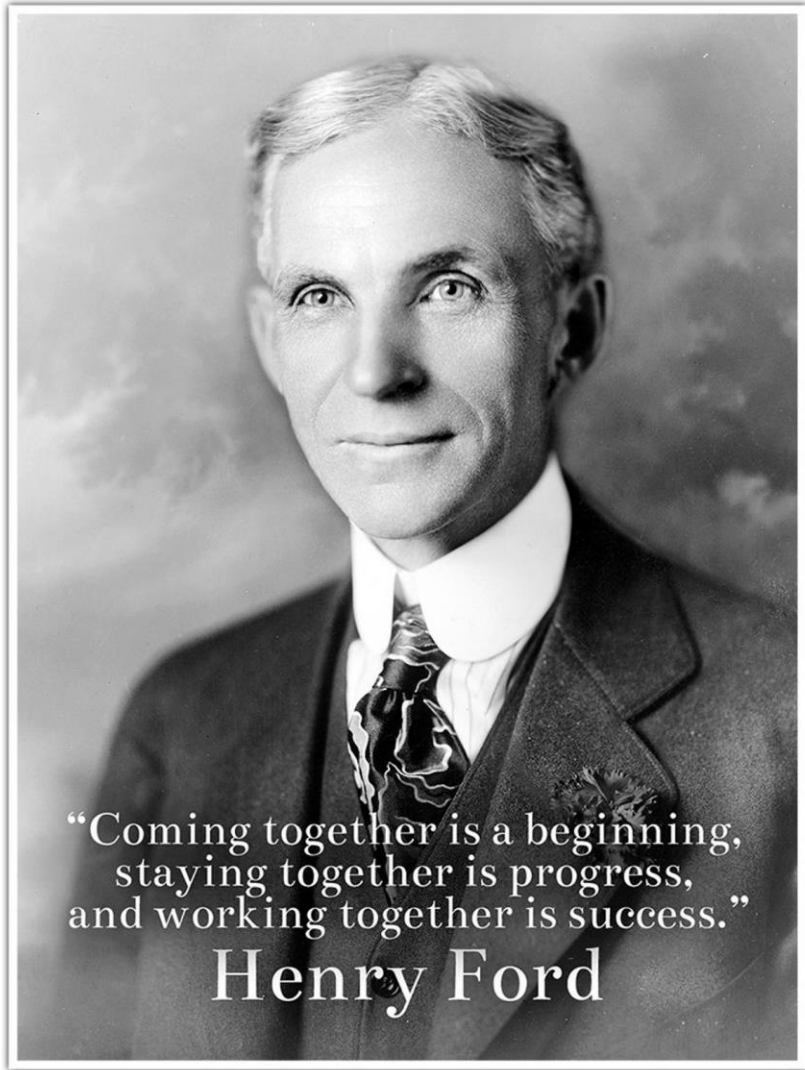 “Coming together is a beginning,
staying together is progress,
and working together is success.”
Henry Ford